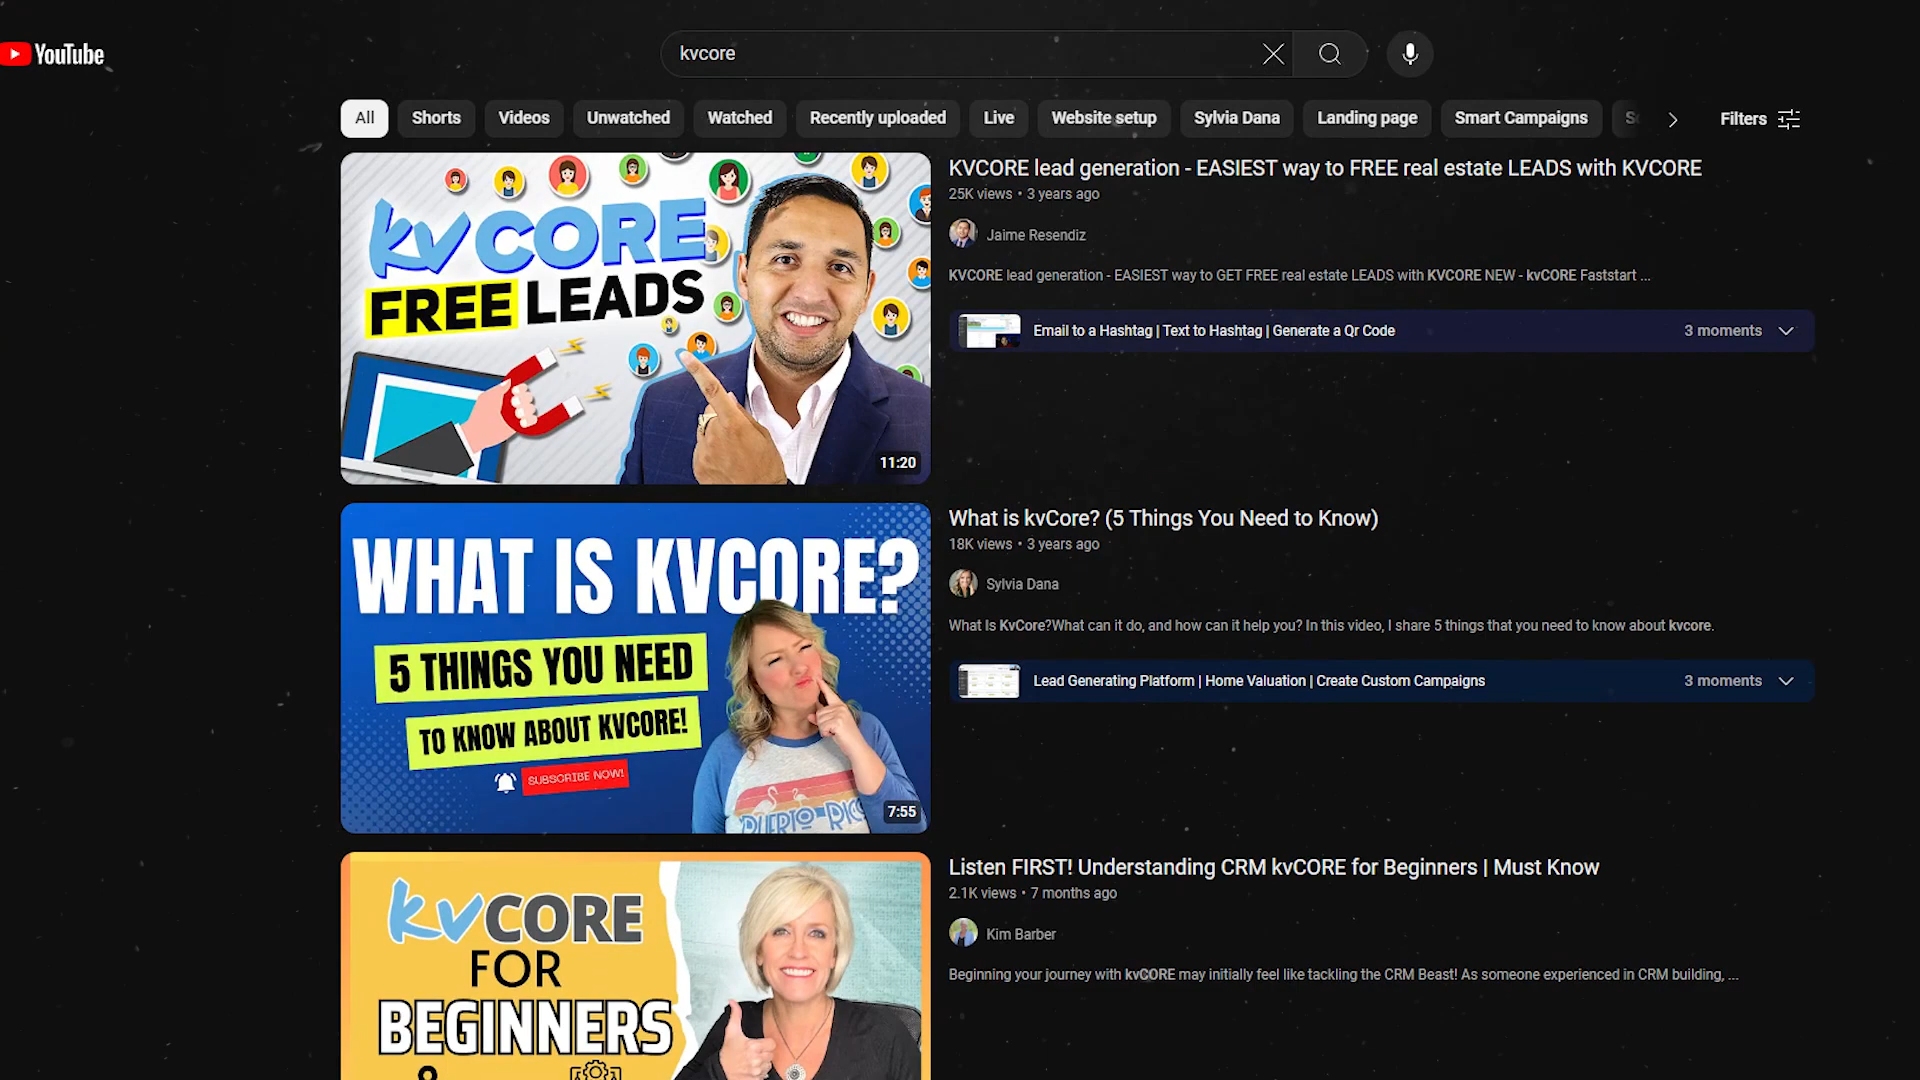 YouTube
kvcore
All
Shorts
Videos
Unwatched
Watched
Recently uploaded
Live
Website setup
Sylvia Dana
Landing page
Smart Campaigns
Filters
kvCORE
FREE LEADS
11:20
KVCORE lead generation - EASIEST way to FREE real estate LEADS with KVCORE
25K views • 3 years ago
Jaime Resendiz
KVCORE lead generation - EASIEST way to GET FREE real estate LEADS with KVCORE NEW - kvCORE Faststart ...
Email to a Hashtag | Text to Hashtag | Generate a Qr Code
3 moments
WHAT IS KVCORE?
5 THINGS YOU NEED
TO KNOW ABOUT KVCORE!
SUBSCRIBE NOW!
PUERTO RICO
7:55
What is kvCore? (5 Things You Need to Know)
18K views • 3 years ago
Sylvia Dana
What Is KvCore?What can it do, and how can it help you? In this video, I share 5 things that you need to know about kvcore.
Lead Generating Platform | Home Valuation | Create Custom Campaigns
3 moments
kvCORE
FOR
BEGINNERS
Listen FIRST! Understanding CRM kvCORE for Beginners | Must Know
2.1K views • 7 months ago
Kim Barber
Beginning your journey with kvCORE may initially feel like tackling the CRM Beast! As someone experienced in CRM building, ...